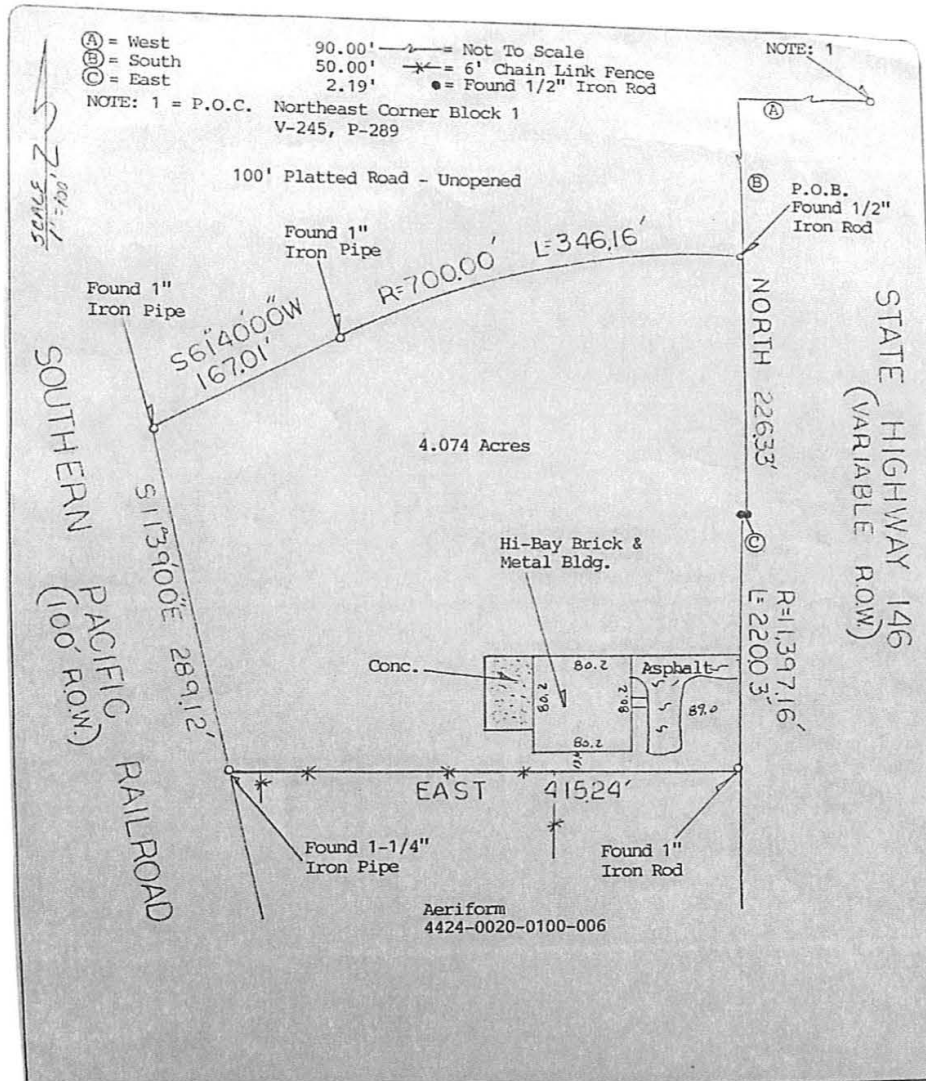 Ⓐ = West 90.00' = Not To Scale
Ⓑ = South 50.00' = 6' Chain Link Fence
Ⓒ = East 2.19' ● = Found 1/2" Iron Rod
NOTE: 1 = P.O.C. Northeast Corner Block 1
V-245, P-289
NOTE: 1
Ⓐ
SCALE
1"=100'
100' Platted Road - Unopened
Ⓑ
P.O.B.
Found 1/2"
Iron Rod
Found 1"
Iron Pipe
R=700.00' L=346.16'
Found 1"
Iron Pipe
S61°40'00"W
167.01'
NORTH 226.33'
STATE HIGHWAY 146
(VARIABLE R.O.W.)
4.074 Acres
SOUTHERN PACIFIC RAILROAD
(100' R.O.W.)
S11°39'00"E 289.12'
Ⓒ
R=11,397.16'
L=220.03'
Hi-Bay Brick &
Metal Bldg.
Conc.
80.2
Asphalt
80.2
80.2
89.0
80.2
EAST 415.24'
Found 1-1/4"
Iron Pipe
Found 1"
Iron Rod
Aeriform
4424-0020-0100-006